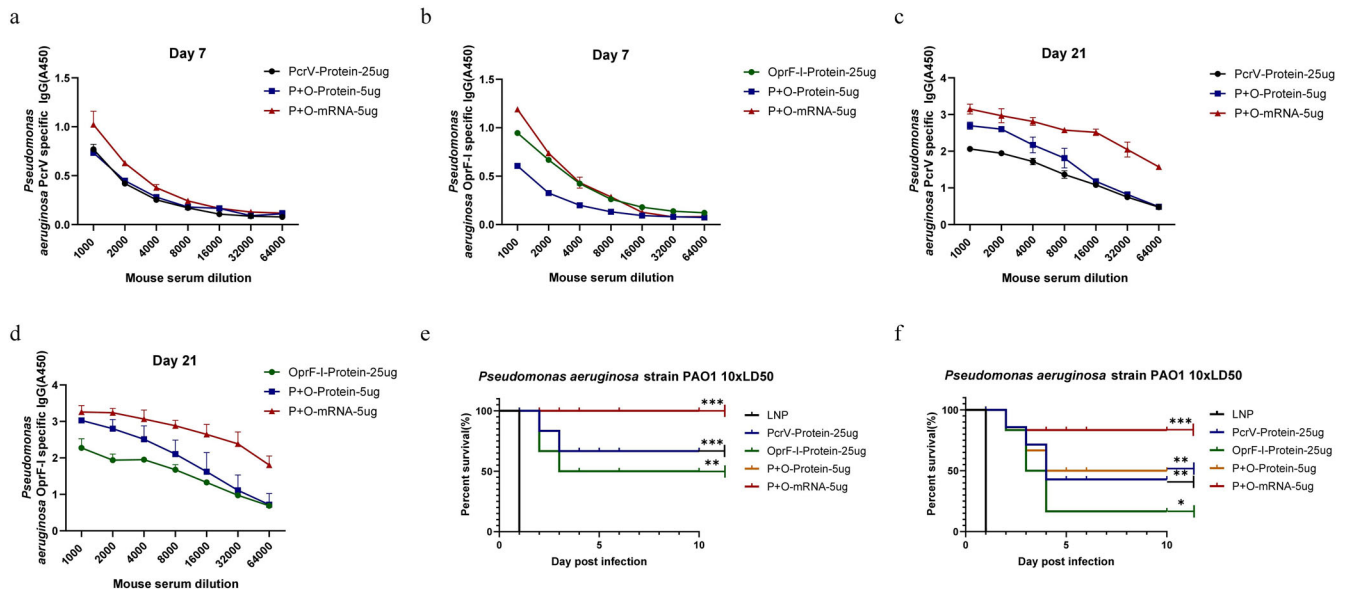 a
Day 7
Pseudomonas
aeruginosa PcrV specific IgG(A450)
1.5
1.0
0.5
0.0
1000
2000
4000
8000
16000
32000
64000
Mouse serum dilution
PcrV-Protein-25ug
P+O-Protein-5ug
P+O-mRNA-5ug
b
Day 7
Pseudomonas
aeruginosa OprF-I specific IgG(A450)
1.5
1.0
0.5
0.0
1000
2000
4000
8000
16000
32000
64000
Mouse serum dilution
OprF-I-Protein-25ug
P+O-Protein-5ug
P+O-mRNA-5ug
c
Day 21
Pseudomonas
aeruginosa PcrV specific IgG(A450)
4
3
2
1
0
1000
2000
4000
8000
16000
32000
64000
Mouse serum dilution
PcrV-Protein-25ug
P+O-Protein-5ug
P+O-mRNA-5ug
d
Day 21
Pseudomonas
aeruginosa OprF-I specific IgG(A450)
4
3
2
1
0
1000
2000
4000
8000
16000
32000
64000
Mouse serum dilution
OprF-I-Protein-25ug
P+O-Protein-5ug
P+O-mRNA-5ug
e
Pseudomonas aeruginosa strain PAO1 10xLD50
Percent survival(%)
100
50
0
0
5
10
Day post infection
***
***
**
LNP
PcrV-Protein-25ug
OprF-I-Protein-25ug
P+O-Protein-5ug
P+O-mRNA-5ug
f
Pseudomonas aeruginosa strain PAO1 10xLD50
Percent survival(%)
100
50
0
0
5
10
Day post infection
***
**
**
*
LNP
PcrV-Protein-25ug
OprF-I-Protein-25ug
P+O-Protein-5ug
P+O-mRNA-5ug